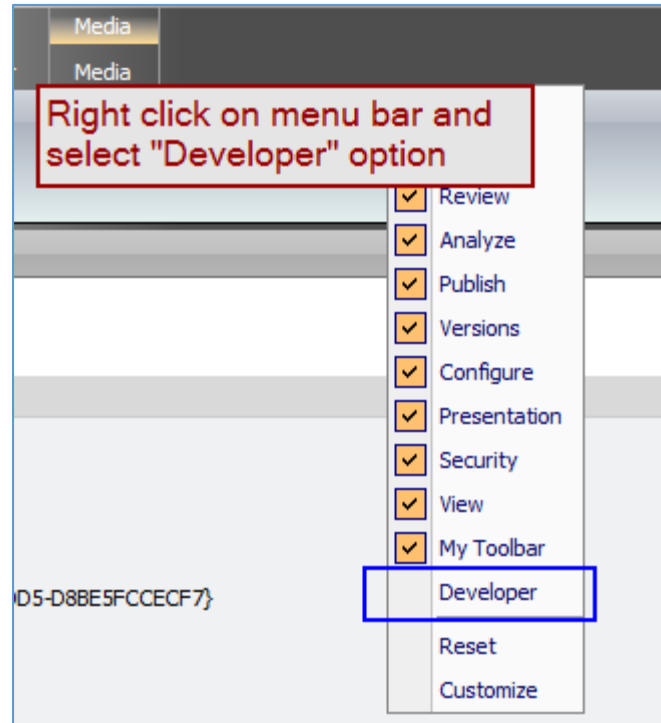 Media
Media
Right click on menu bar and
select "Developer" option
Review
Analyze
Publish
Versions
Configure
Presentation
Security
View
My Toolbar
D5-D8BE5FCCECF7}
Developer
Reset
Customize